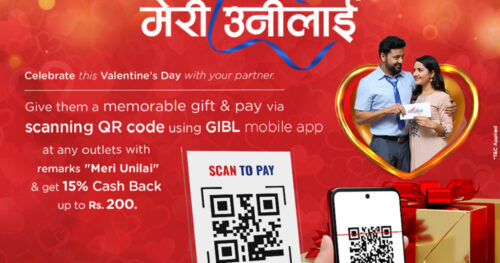 मेरी उनीलाई
Celebrate this Valentine's Day with your partner.
Give them a memorable gift & pay via
scanning QR code using GIBL mobile app
at any outlets with
remarks "Meri Unilai"
& get 15% Cash Back
up to Rs. 200.
SCAN TO PAY
*T&C Applied